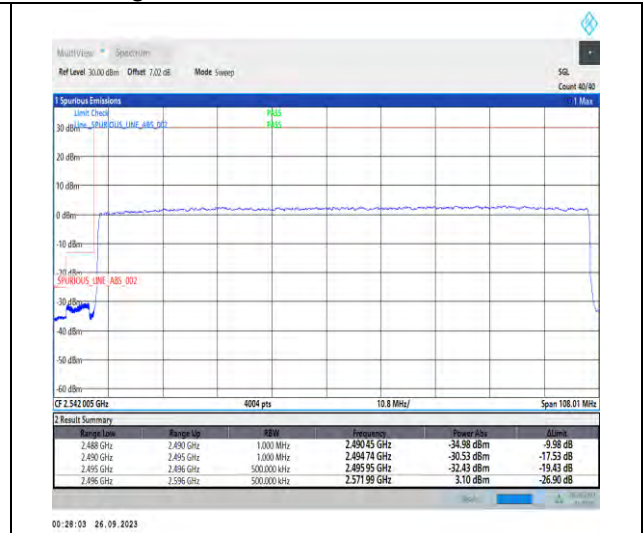 MultiView Spectrum
Ref Level 30.00 dBm Offset 7.02 dB Mode Sweep SGL
Count 40/40
1 Spurious Emissions 1 Max
Limit Check PASS
Line _SPURIOUS_LINE_ABS_002 PASS
30 dBm
20 dBm
10 dBm
0 dBm
-10 dBm
-20 dBm
_SPURIOUS_LINE_ABS_002
-30 dBm
-40 dBm
-50 dBm
-60 dBm
CF 2.542 005 GHz 4004 pts 10.8 MHz/ Span 108.01 MHz
2 Result Summary
Range Low Range Up RBW Frequency Power Abs ΔLimit
2.488 GHz 2.490 GHz 1.000 MHz 2.490 45 GHz -34.98 dBm -9.98 dB
2.490 GHz 2.495 GHz 1.000 MHz 2.494 74 GHz -30.53 dBm -17.53 dB
2.495 GHz 2.496 GHz 500.000 kHz 2.495 95 GHz -32.43 dBm -19.43 dB
2.496 GHz 2.596 GHz 500.000 kHz 2.571 99 GHz 3.10 dBm -26.90 dB
00:28:03 26.09.2023